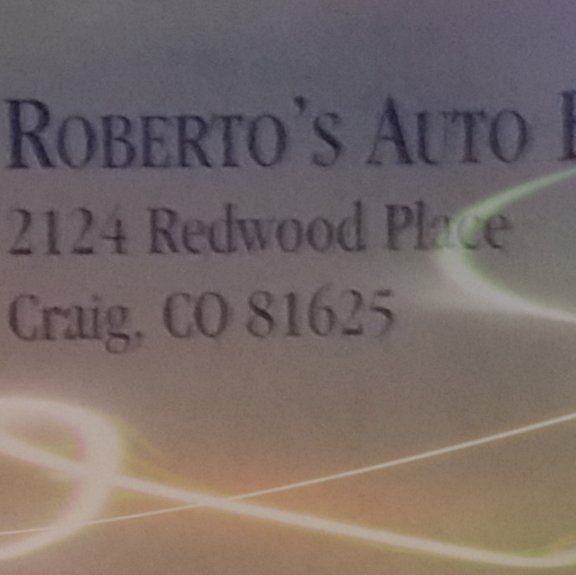 ROBERTO'S AUTO
2124 Redwood Place
Craig, CO 81625